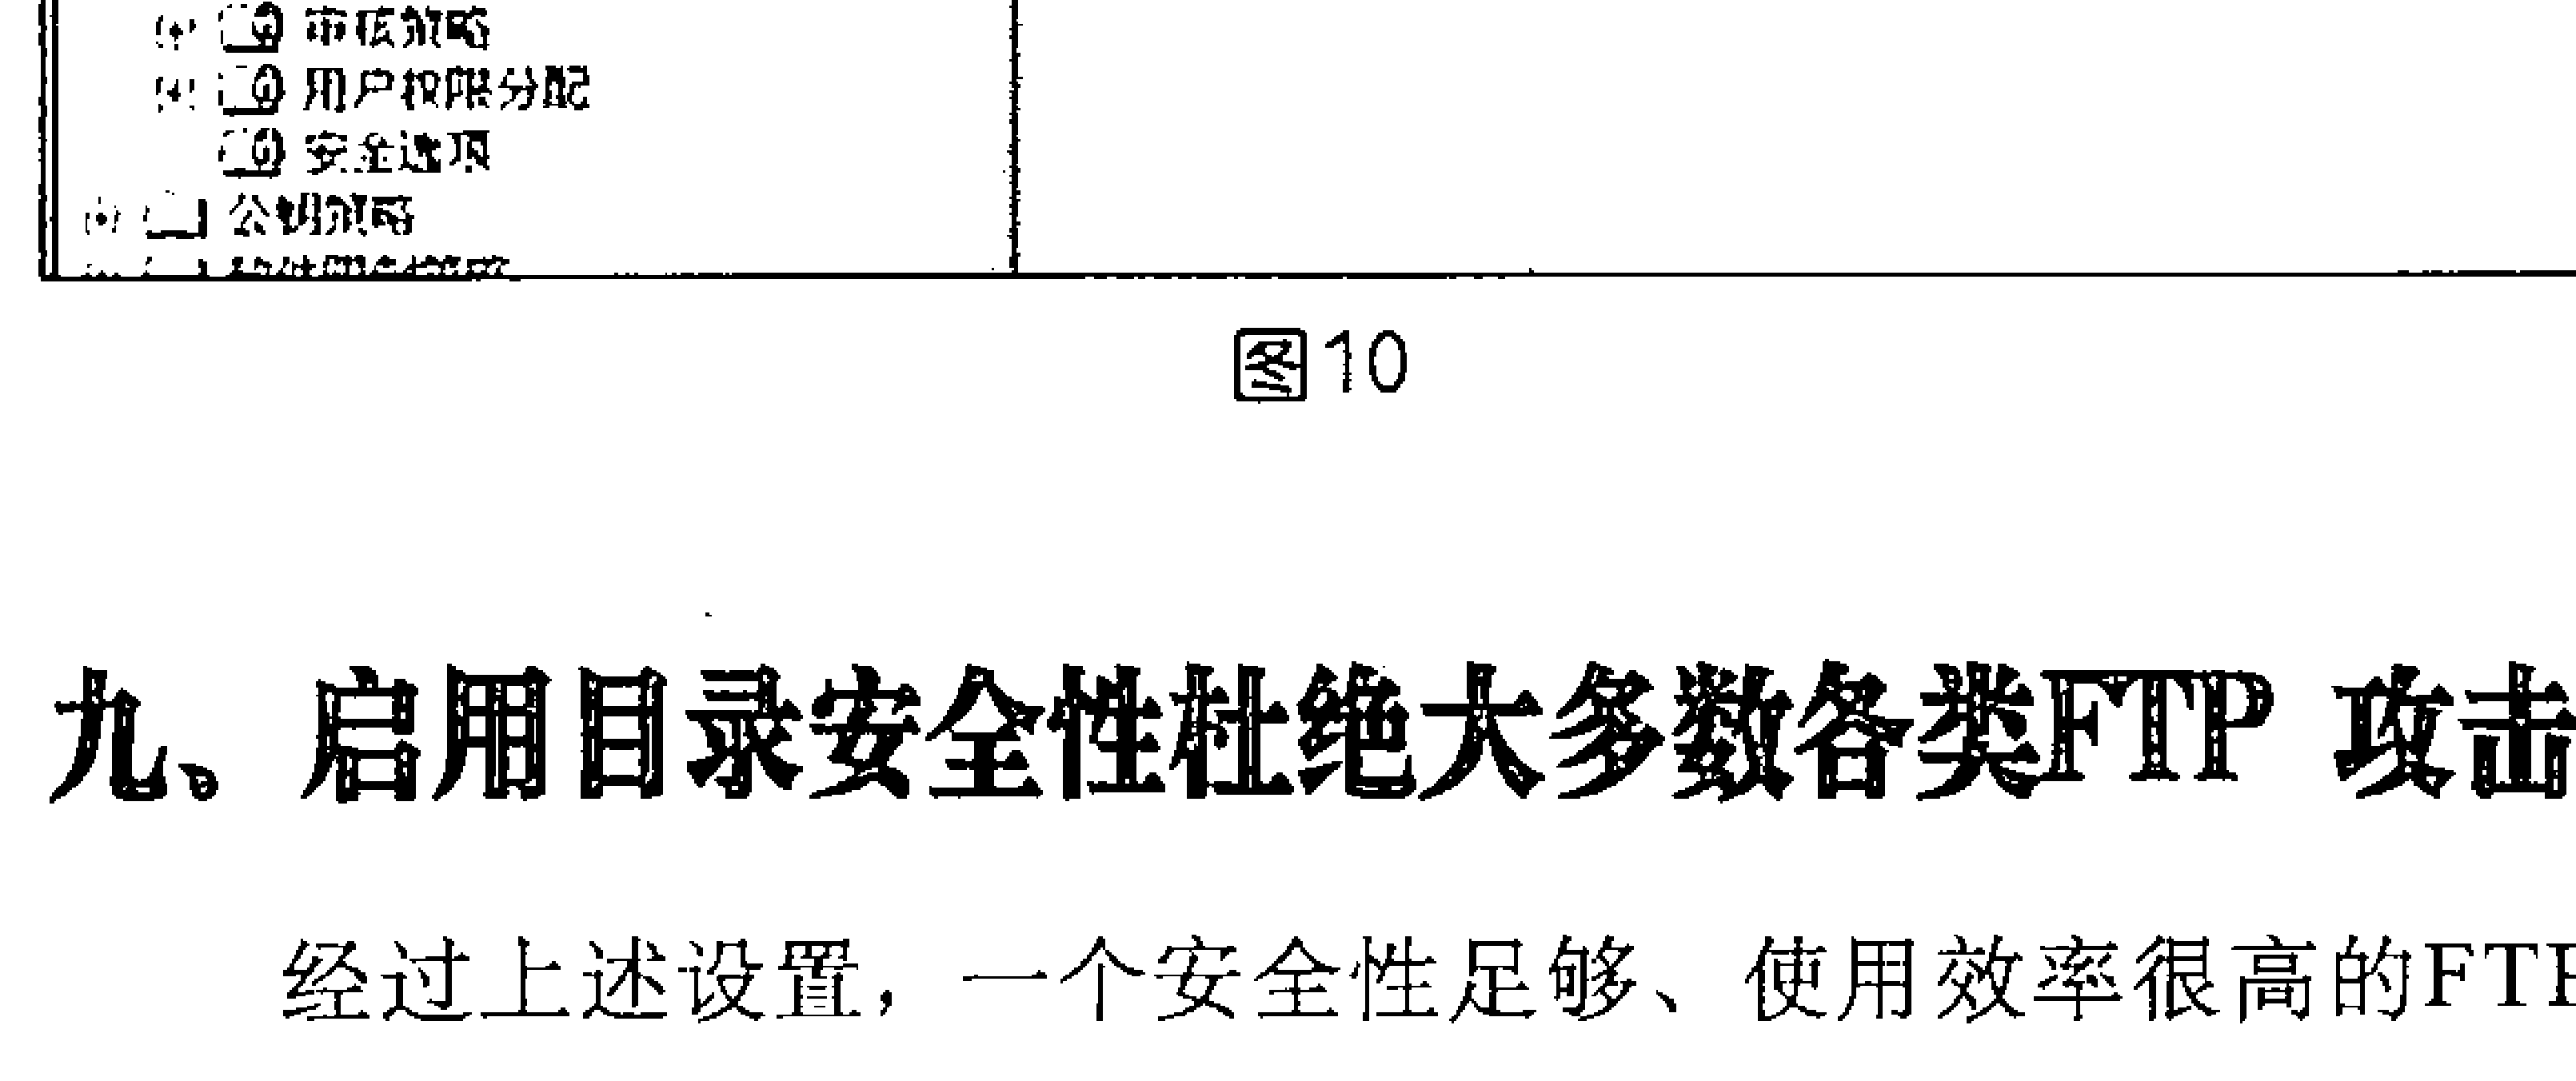 审核策略
用户权限分配
安全选项
公钥策略
图10
九、启用目录安全性杜绝大多数各类FTP 攻击
经过上述设置，一个安全性足够、使用效率很高的FT